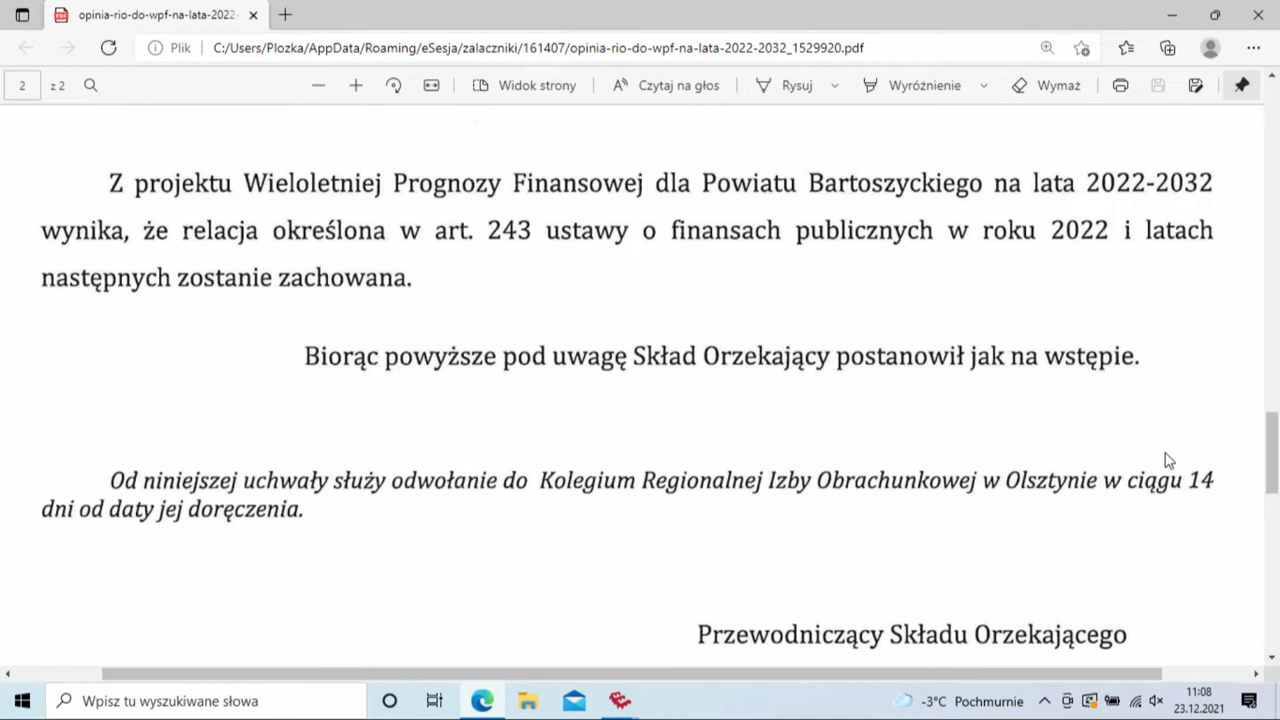 opinia-rio-do-wpf-na-lata-2022-
Plik
C:/Users/Plozka/AppData/Roaming/eSesja/zalaczniki/161407/opinia-rio-do-wpf-na-lata-2022-2032_1529920.pdf
2 z 2 Widok strony Czytaj na głos Rysuj Wyróżnienie Wymaż
Z projektu Wieloletniej Prognozy Finansowej dla Powiatu Bartoszyckiego na lata 2022-2032
wynika, że relacja określona w art. 243 ustawy o finansach publicznych w roku 2022 i latach
następnych zostanie zachowana.
Biorąc powyższe pod uwagę Skład Orzekający postanowił jak na wstępie.
Od niniejszej uchwały służy odwołanie do Kolegium Regionalnej Izby Obrachunkowej w Olsztynie w ciągu 14
dni od daty jej doręczenia.
Przewodniczący Składu Orzekającego
Wpisz tu wyszukiwane słowa
-3°C Pochmurnie
11:08
23.12.2021